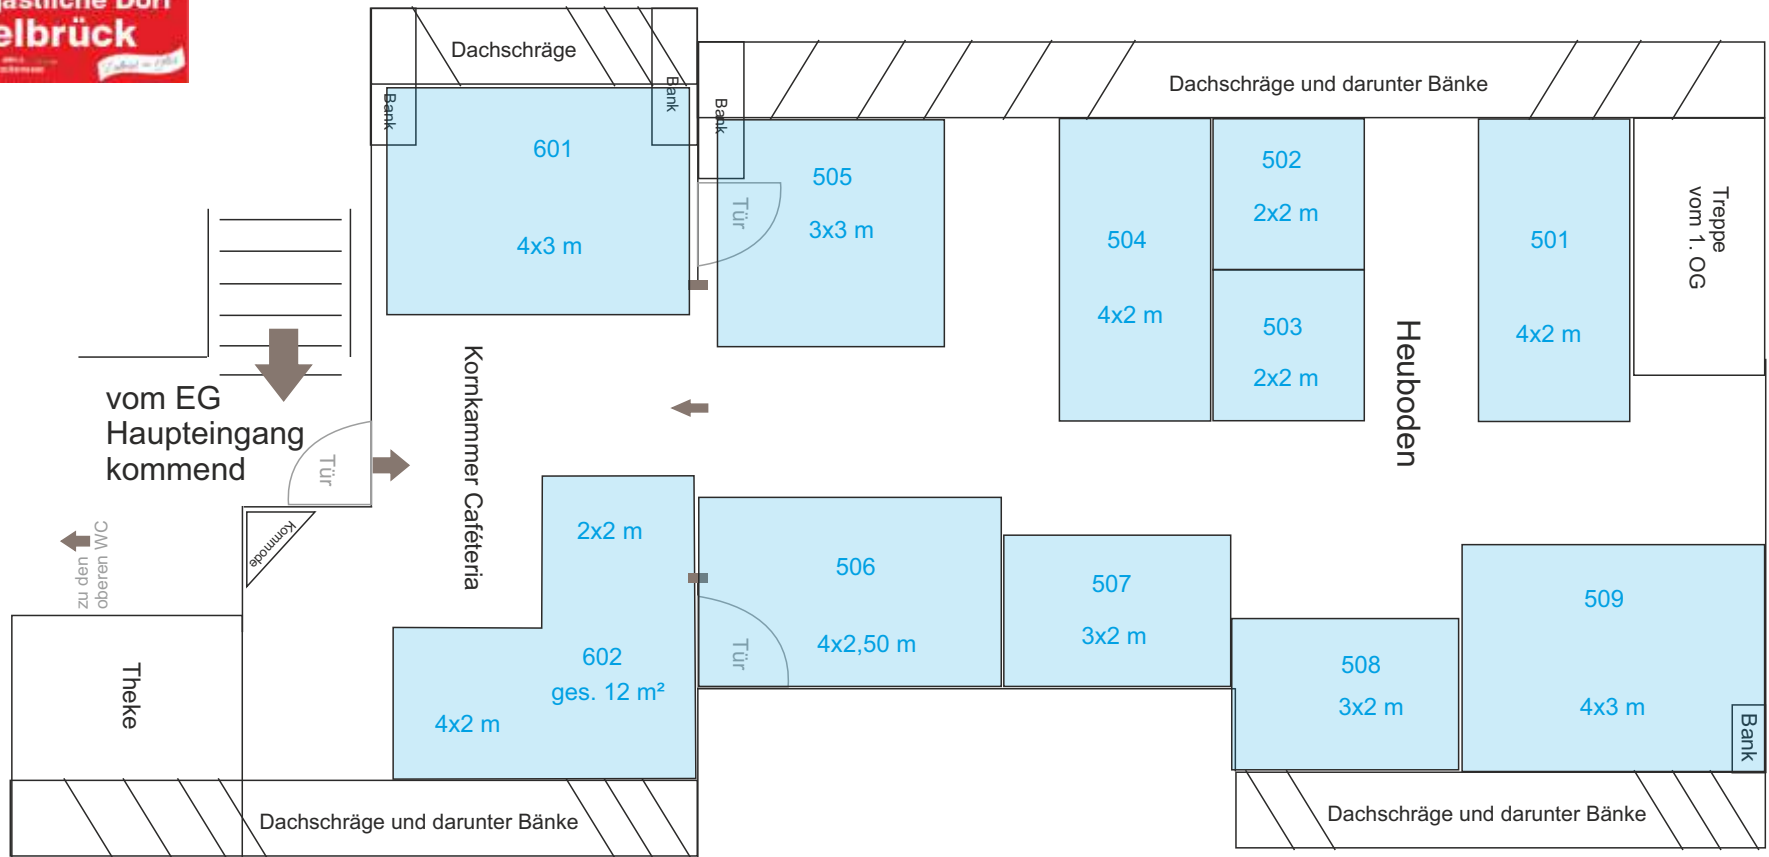 elbrück
Dachschräge
Dachschräge und darunter Bänke
Bank
Bank
Bank
601
4x3 m
505
3x3 m
Tür
504
4x2 m
502
2x2 m
503
2x2 m
Heuboden
501
4x2 m
Treppe
vom 1. OG
vom EG
Haupteingang
kommend
Tür
Kornkammer Caféteria
zu den
oberen WC
Kommode
Theke
2x2 m
602
ges. 12 m²
4x2 m
506
4x2,50 m
Tür
507
3x2 m
508
3x2 m
509
4x3 m
Bank
Dachschräge und darunter Bänke
Dachschräge und darunter Bänke